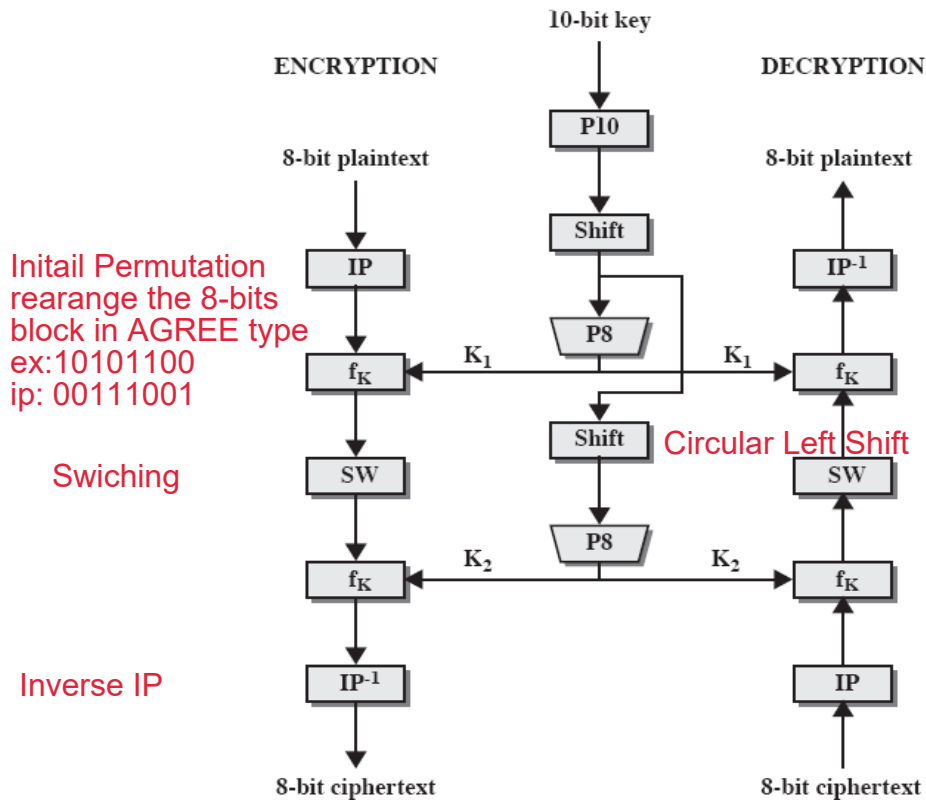 10-bit key
ENCRYPTION
DECRYPTION
P10
8-bit plaintext
8-bit plaintext
Shift
Initail Permutation
rearange the 8-bits
block in AGREE type
ex:10101100
ip: 00111001
IP
IP-1
P8
K1
K1
fK
fK
Shift
Circular Left Shift
Swiching
SW
SW
P8
K2
K2
fK
fK
Inverse IP
IP-1
IP
8-bit ciphertext
8-bit ciphertext